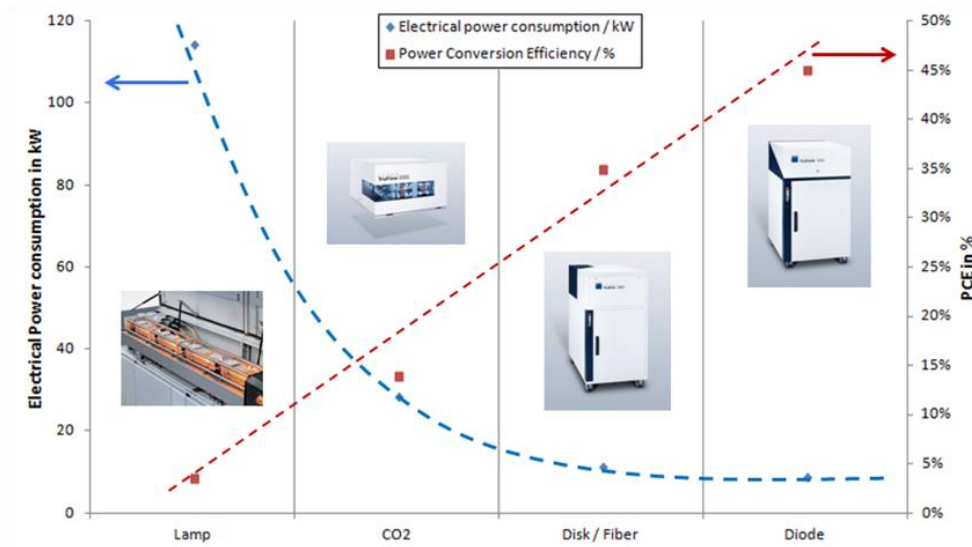 120
100
80
60
40
20
0
Electrical Power consumption in kW
Electrical power consumption / kW
Power Conversion Efficiency / %
50%
45%
40%
35%
30%
25%
20%
15%
10%
5%
0%
PCE in %
Lamp
CO2
Disk / Fiber
Diode